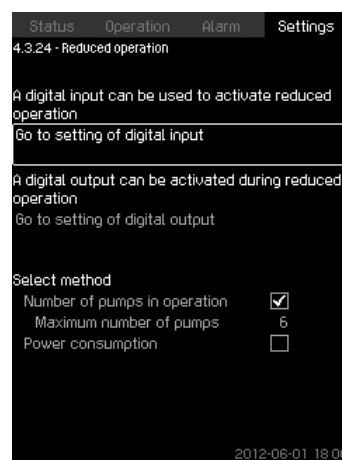 Status Operation Alarm Settings
4.3.24 - Reduced operation
A digital input can be used to activate reduced
operation
Go to setting of digital input
A digital output can be activated during reduced
operation
Go to setting of digital output
Select method
Number of pumps in operation
Maximum number of pumps 6
Power consumption
2012-06-01 18:0